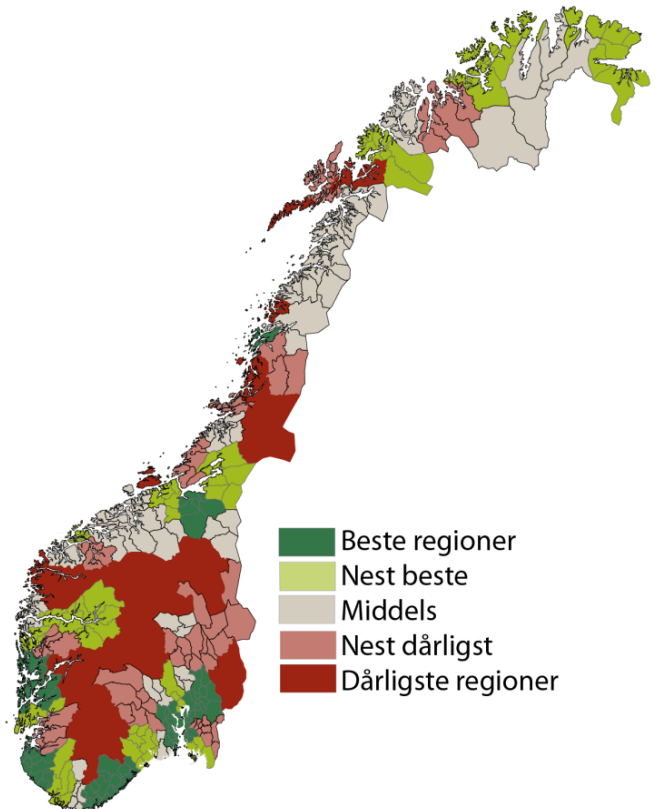 Beste regioner
Nest beste
Middels
Nest dårligst
Dårligste regioner